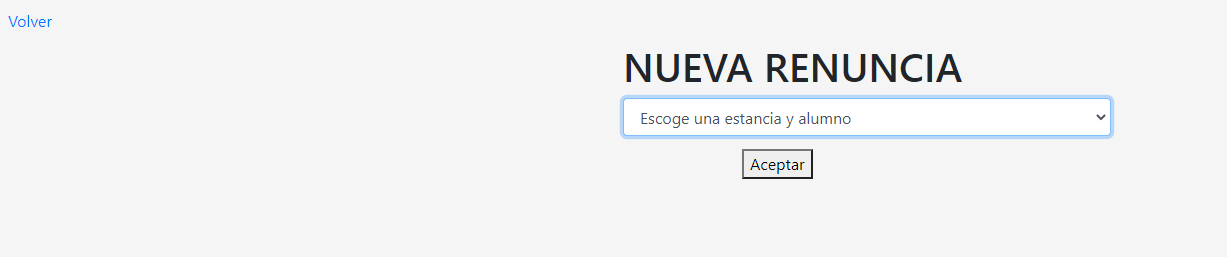 Volver
NUEVA RENUNCIA
Escoge una estancia y alumno
Aceptar